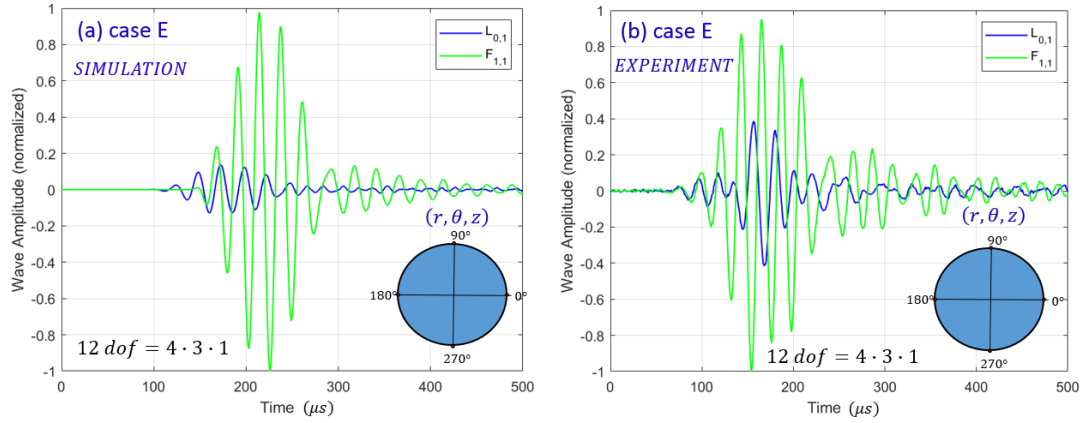 (a) case E
SIMULATION
L0,1
F1,1
Wave Amplitude (normalized)
1
0.8
0.6
0.4
0.2
0
-0.2
-0.4
-0.6
-0.8
-1
(r, θ, z)
90°
180°
0°
270°
12 dof = 4 · 3 · 1
0 100 200 300 400 500
Time (μs)
(b) case E
EXPERIMENT
L0,1
F1,1
Wave Amplitude (normalized)
1
0.8
0.6
0.4
0.2
0
-0.2
-0.4
-0.6
-0.8
-1
(r, θ, z)
90°
180°
0°
270°
12 dof = 4 · 3 · 1
0 100 200 300 400 500
Time (μs)